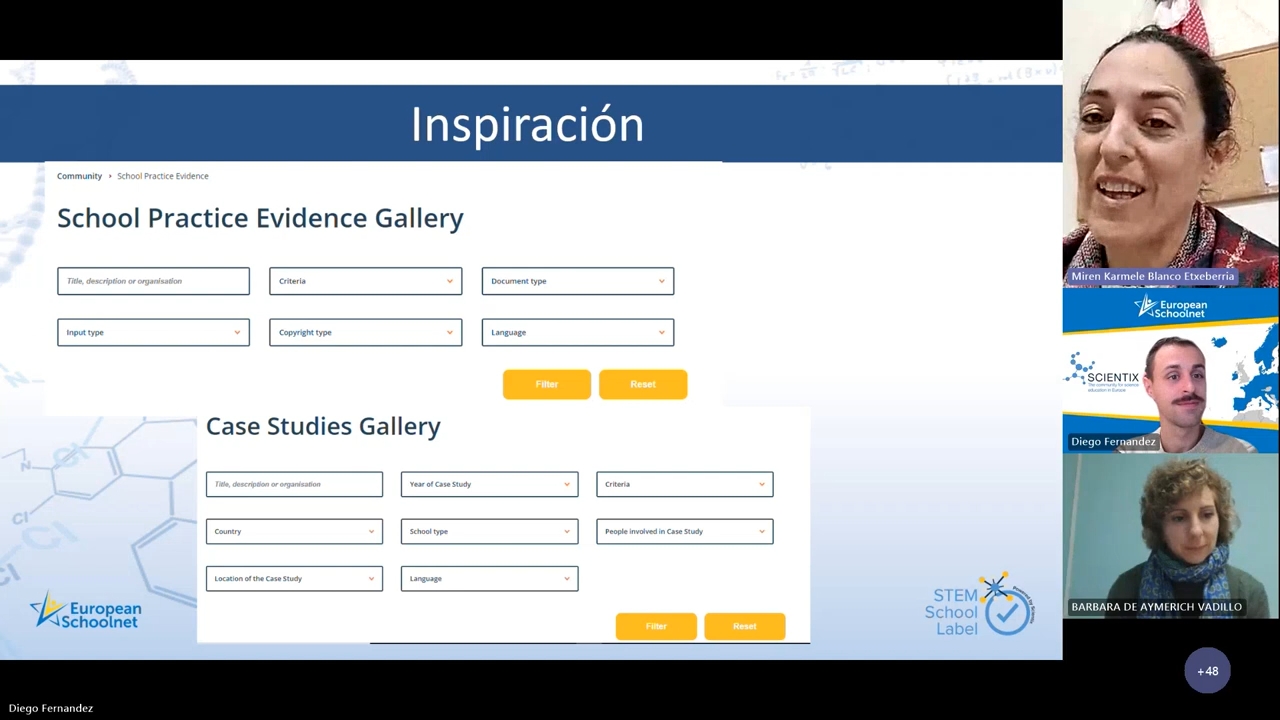 Inspiración
Community › School Practice Evidence
School Practice Evidence Gallery
Title, description or organisation
Criteria
Document type
Input type
Copyright type
Language
Filter
Reset
Case Studies Gallery
Title, description or organisation
Year of Case Study
Criteria
Country
School type
People involved in Case Study
Location of the Case Study
Language
Filter
Reset
European
Schoolnet
STEM
School
Label
Miren Karmele Blanco Etxeberria
European
Schoolnet
SCIENTIX
Diego Fernandez
BARBARA DE AYMERICH VADILLO
+48
Diego Fernandez